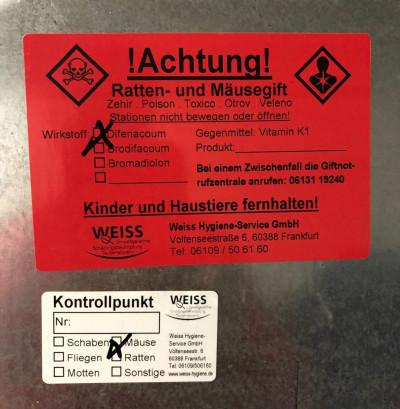 !Achtung!
Ratten- und Mäusegift
Zehir . Poison . Toxico . Otrov . Veleno
Stationen nicht bewegen oder öffnen!
Wirkstoff: Difenacoum Gegenmittel: Vitamin K1
Brodifacoum Produkt:
Bromadiolon
Bei einem Zwischenfall die Giftnot-
rufzentrale anrufen: 06131 19240
Kinder und Haustiere fernhalten!
WEISS
Umweltgerechte
Schädlingsbekämpfung
Taubenabwehr
Weiss Hygiene-Service GmbH
Voltenseestraße 6, 60388 Frankfurt
Tel: 06109 / 50 61 60
Kontrollpunkt
WEISS
Nr:
Schaben Mäuse
Fliegen Ratten
Motten Sonstige
Weiss Hygiene-
Service GmbH
Voltenseestr. 6
60388 Frankfurt
Tel: 06109/506160
www.weiss-hygiene.de